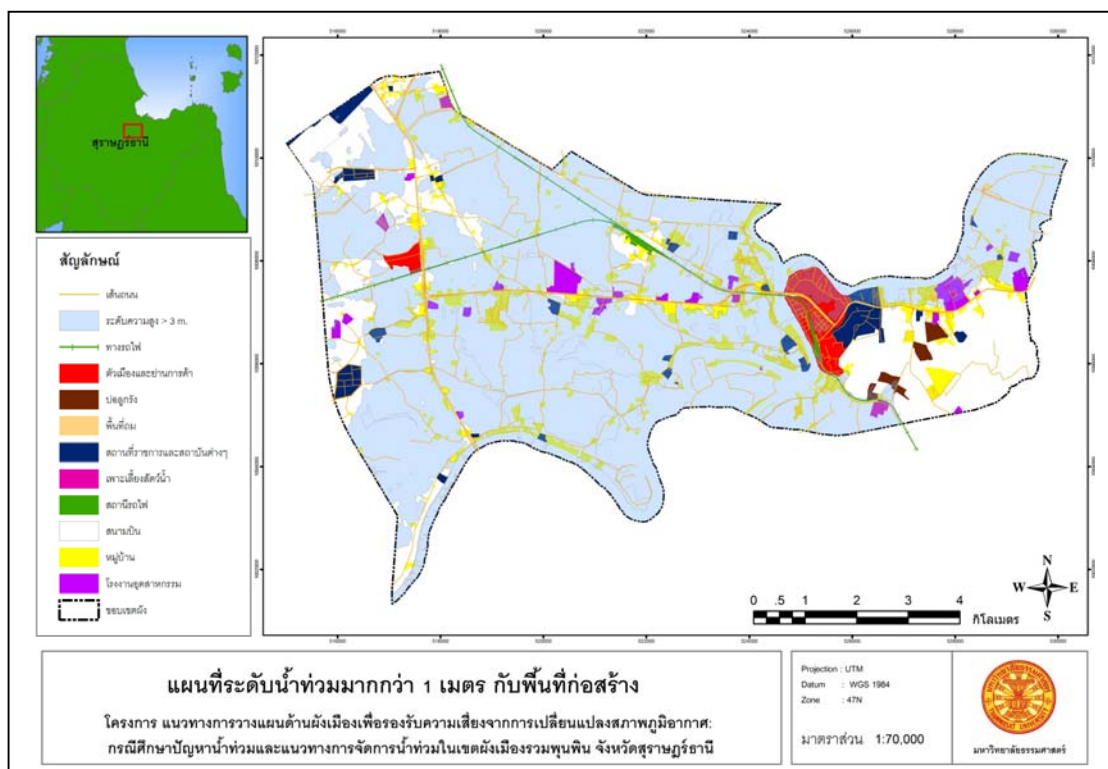 สุราษฎร์ธานี
สัญลักษณ์
เส้นถนน
ระดับความสูง > 3 m.
ทางรถไฟ
ตัวเมืองและย่านการค้า
บ่อลูกรัง
พื้นที่ถม
สถานที่ราชการและสถาบันต่างๆ
เพาะเลี้ยงสัตว์น้ำ
สถานีรถไฟ
สนามบิน
หมู่บ้าน
โรงงานอุตสาหกรรม
ขอบเขตผัง
N
W E
S
0 .5 1 2 3 4
กิโลเมตร
แผนที่ระดับน้ำท่วมมากกว่า 1 เมตร กับพื้นที่ก่อสร้าง
โครงการ แนวทางการวางแผนด้านผังเมืองเพื่อรองรับความเสี่ยงจากการเปลี่ยนแปลงสภาพภูมิอากาศ:
กรณีศึกษาปัญหาน้ำท่วมและแนวทางการจัดการน้ำท่วมในเขตผังเมืองรวมพุนพิน จังหวัดสุราษฎร์ธานี
Projection : UTM
Datum : WGS 1984
Zone : 47N
มาตราส่วน 1:70,000
มหาวิทยาลัยธรรมศาสตร์